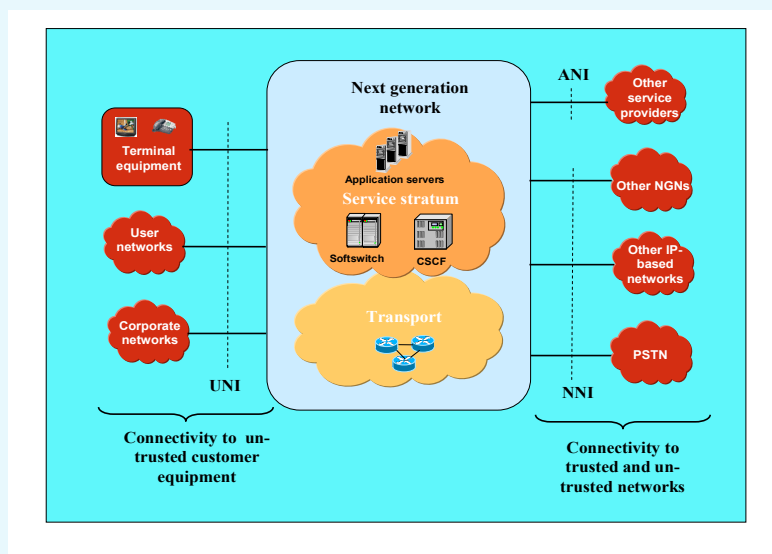 Next generation
network
Application servers
Service stratum
Softswitch
CSCF
Transport
Terminal
equipment
User
networks
Corporate
networks
UNI
Connectivity to un-
trusted customer
equipment
ANI
Other
service
providers
Other NGNs
Other IP-
based
networks
PSTN
NNI
Connectivity to
trusted and un-
trusted networks